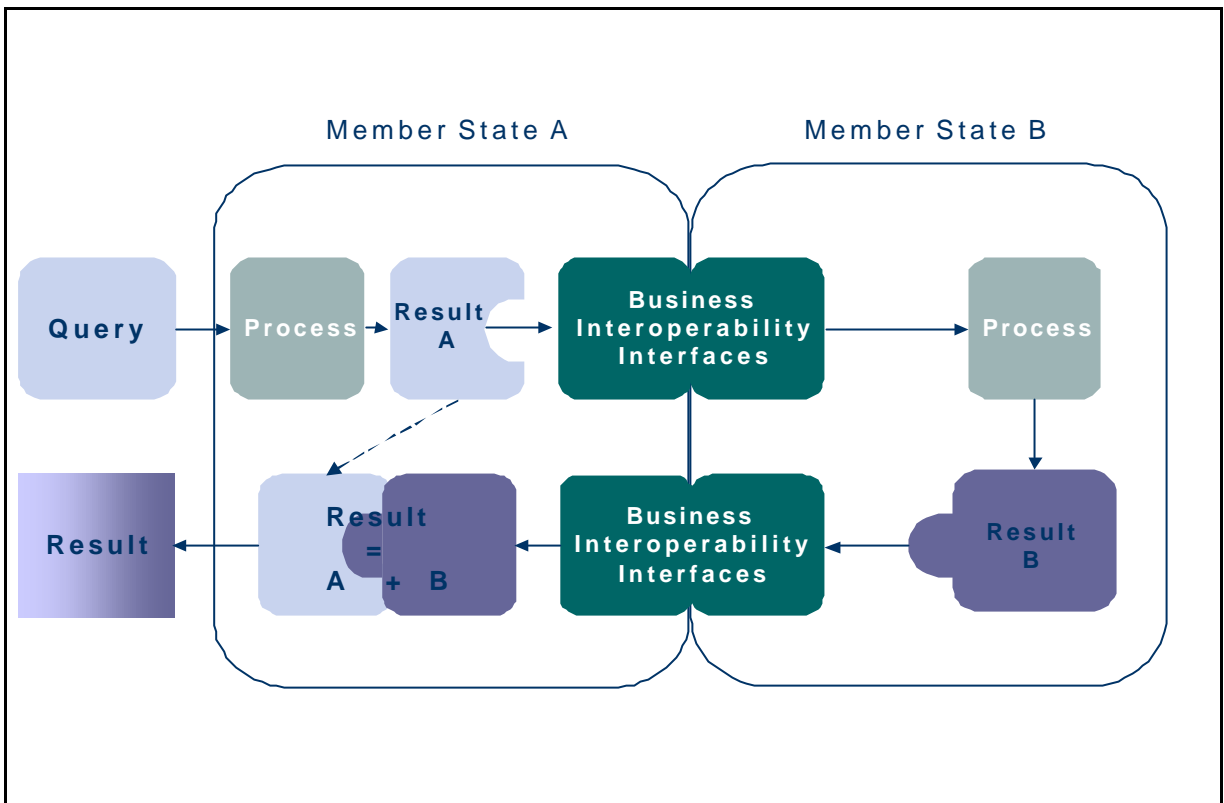 Member State A
Member State B
Query
Process
Result
A
Business
Interoperability
Interfaces
Process
Result
Result
=
A + B
Business
Interoperability
Interfaces
Result
B